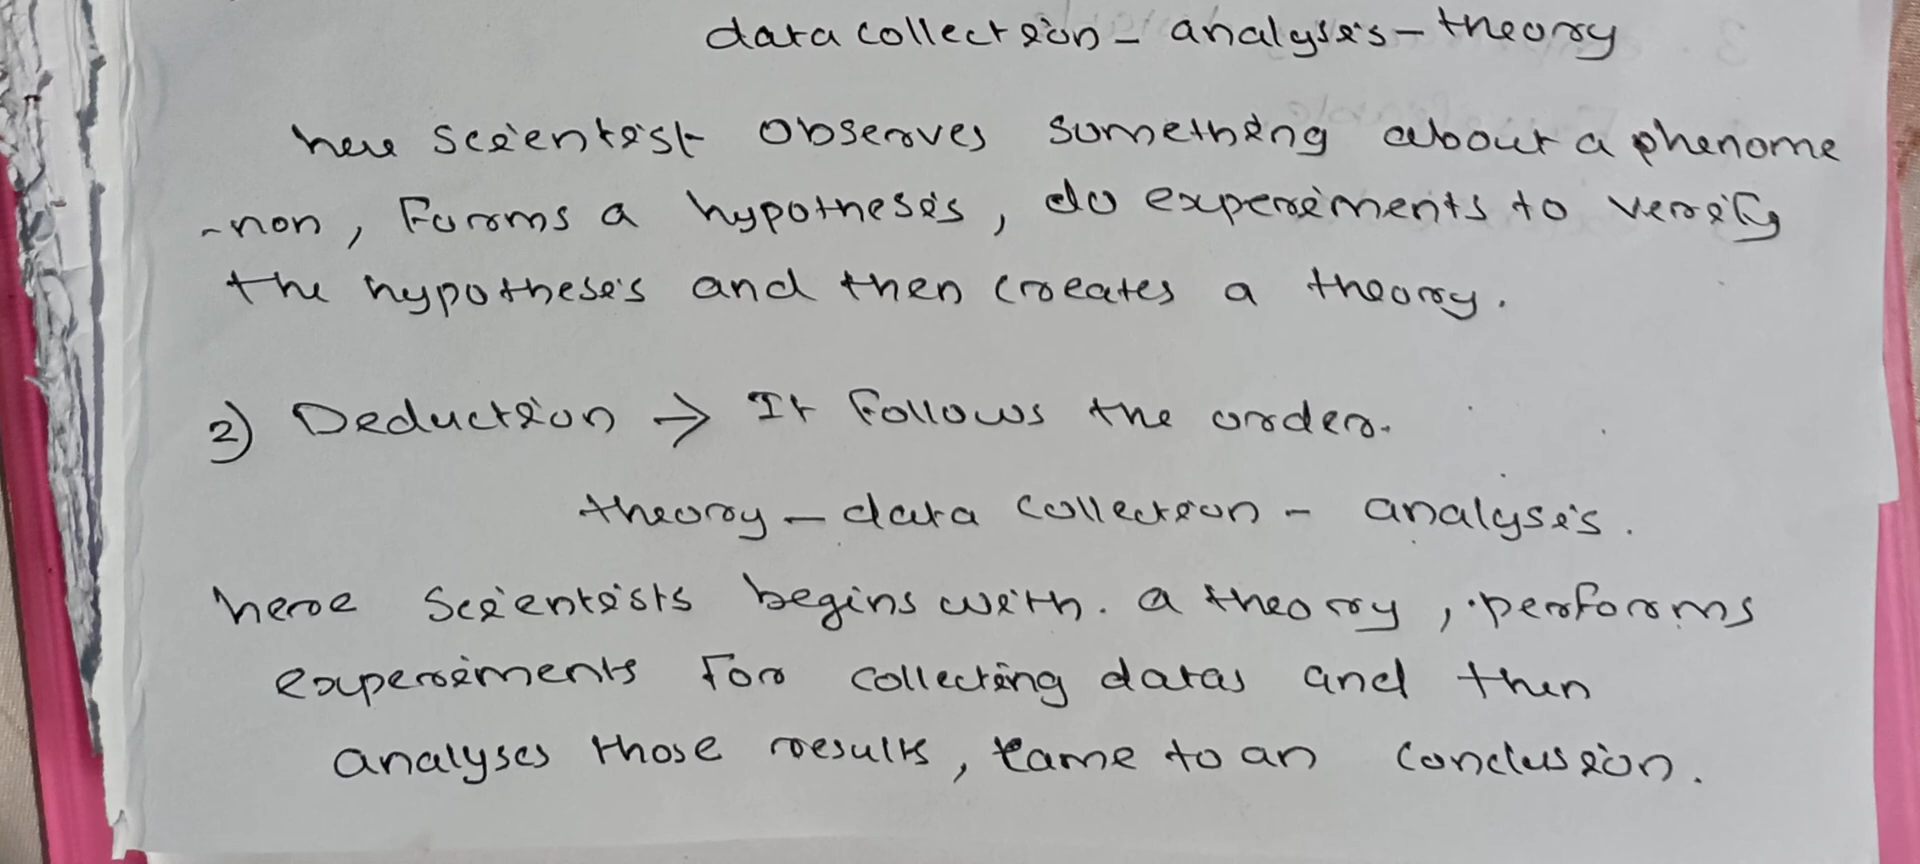 data collection - analysis - theory
here scientist observes something about a phenome
-non, Forms a hypothesis, do experiments to verify
the hypothesis and then creates a theory.
2) Deduction → It follows the order.
theory - data collection - analysis.
here scientists begins with. a theory, performs
experiments for collecting datas and then
analyses those results, came to an conclusion.